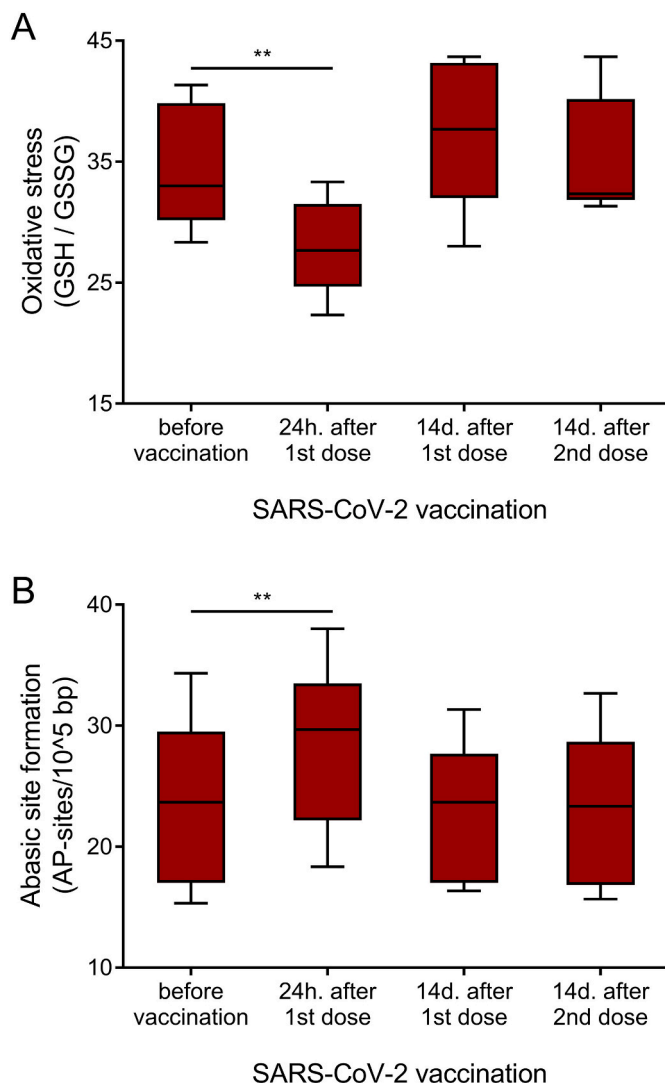 A
**
45
35
25
15
Oxidative stress
(GSH / GSSG)
before
vaccination
24h. after
1st dose
14d. after
1st dose
14d. after
2nd dose
SARS-CoV-2 vaccination
B
**
40
30
20
10
Abasic site formation
(AP-sites/10^5 bp)
before
vaccination
24h. after
1st dose
14d. after
1st dose
14d. after
2nd dose
SARS-CoV-2 vaccination